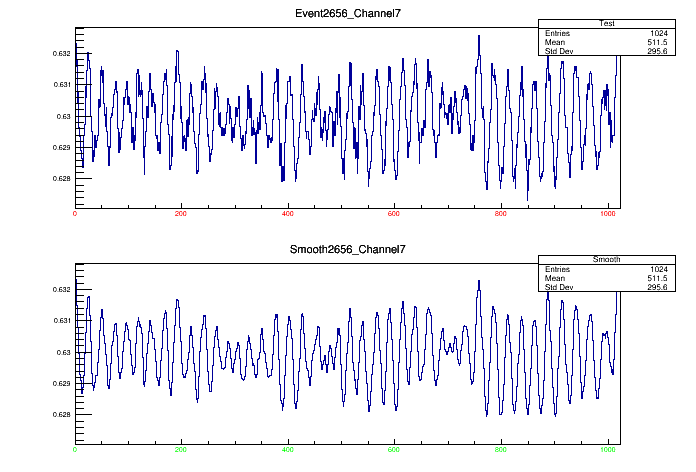 Event2656_Channel7
Test
Entries 1024
Mean 511.5
Std Dev 295.6
0.632
0.631
0.63
0.629
0.628
0 200 400 600 800 1000
Smooth2656_Channel7
Smooth
Entries 1024
Mean 511.5
Std Dev 295.6
0.632
0.631
0.63
0.629
0.628
0 200 400 600 800 1000